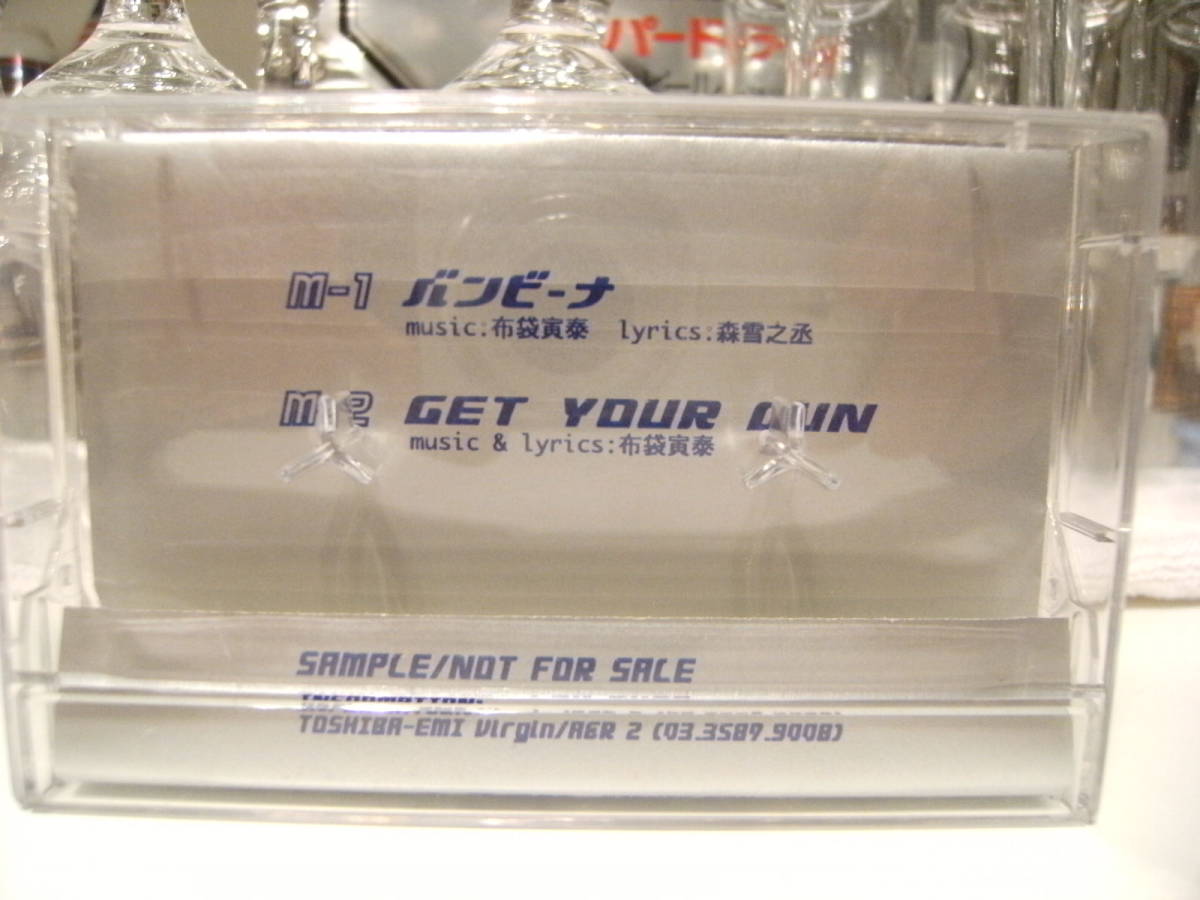 パード・ラ
M-1 バンビーナ
music:布袋寅泰 lyrics:森雪之丞
M-2 GET YOUR GUN
music & lyrics:布袋寅泰
SAMPLE/NOT FOR SALE
INFORMATION:
TOSHIBA-EMI Virgin/A&R 2 (03.3587.9008)